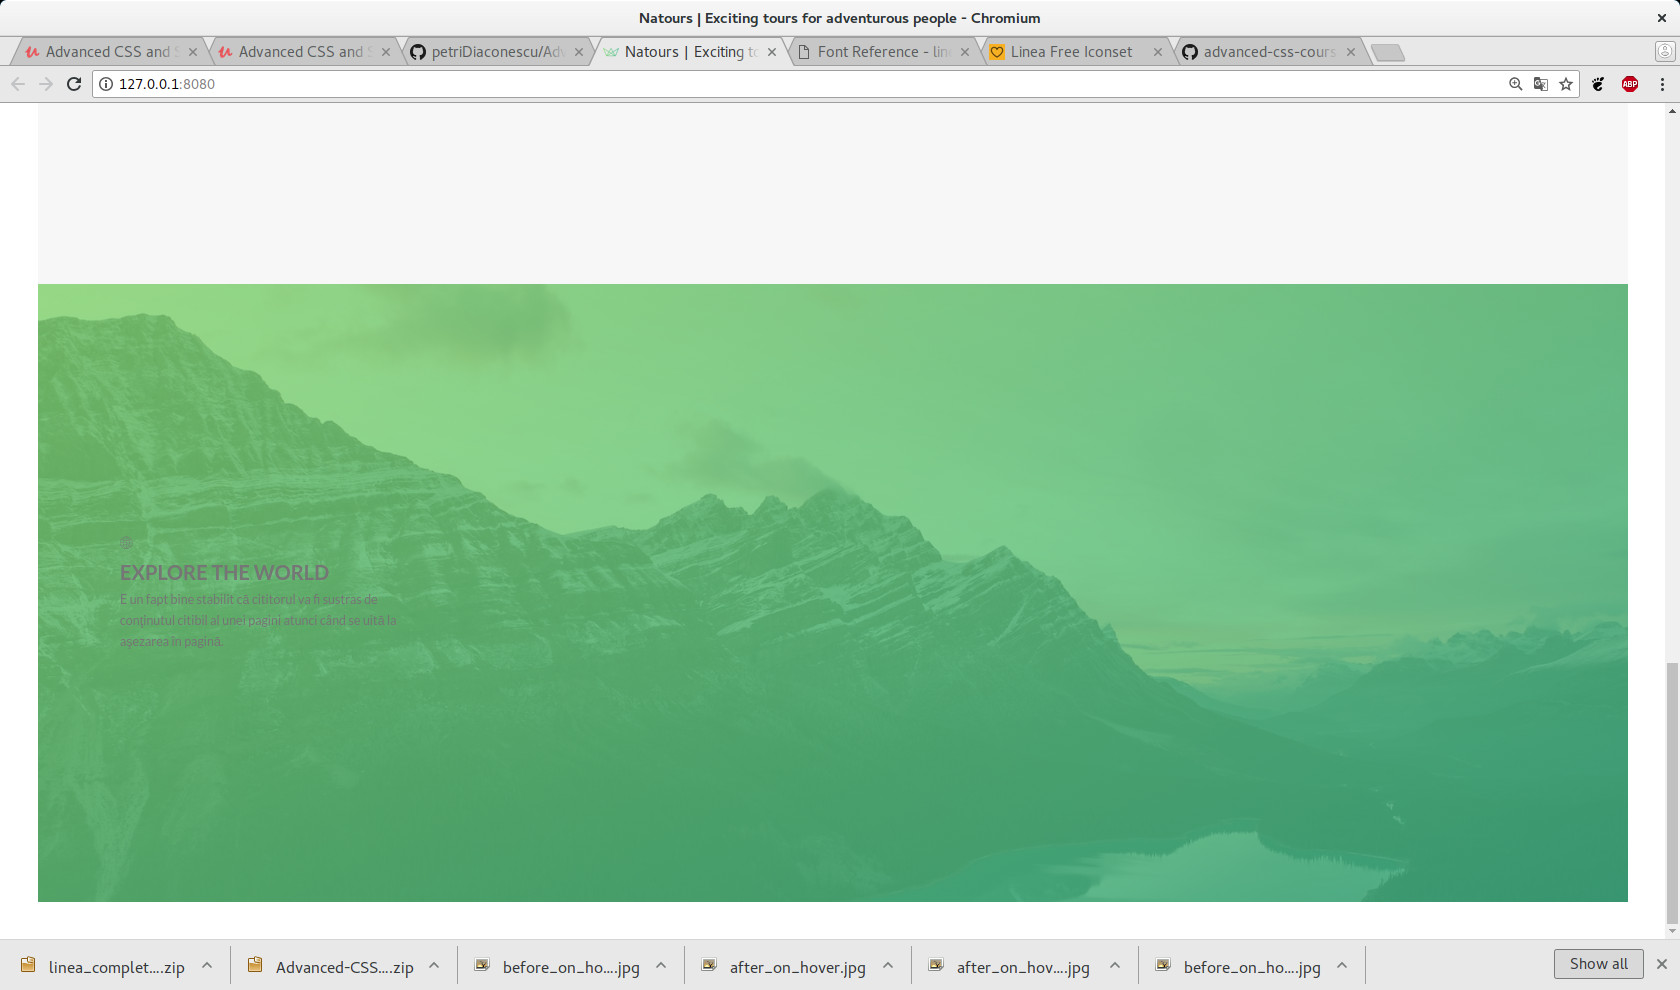 Natours | Exciting tours for adventurous people - Chromium
Advanced CSS and S
Advanced CSS and S
petriDiaconescu/Adv
Natours | Exciting to
Font Reference - line
Linea Free Iconset
advanced-css-cours
127.0.0.1:8080
ABP
EXPLORE THE WORLD
E un fapt bine stabilit că cititorul va fi sustras de
conţinutul citibil al unei pagini atunci când se uită la
aşezarea în pagină.
linea_complet....zip
Advanced-CSS....zip
before_on_ho....jpg
after_on_hover.jpg
after_on_hov....jpg
before_on_ho....jpg
Show all